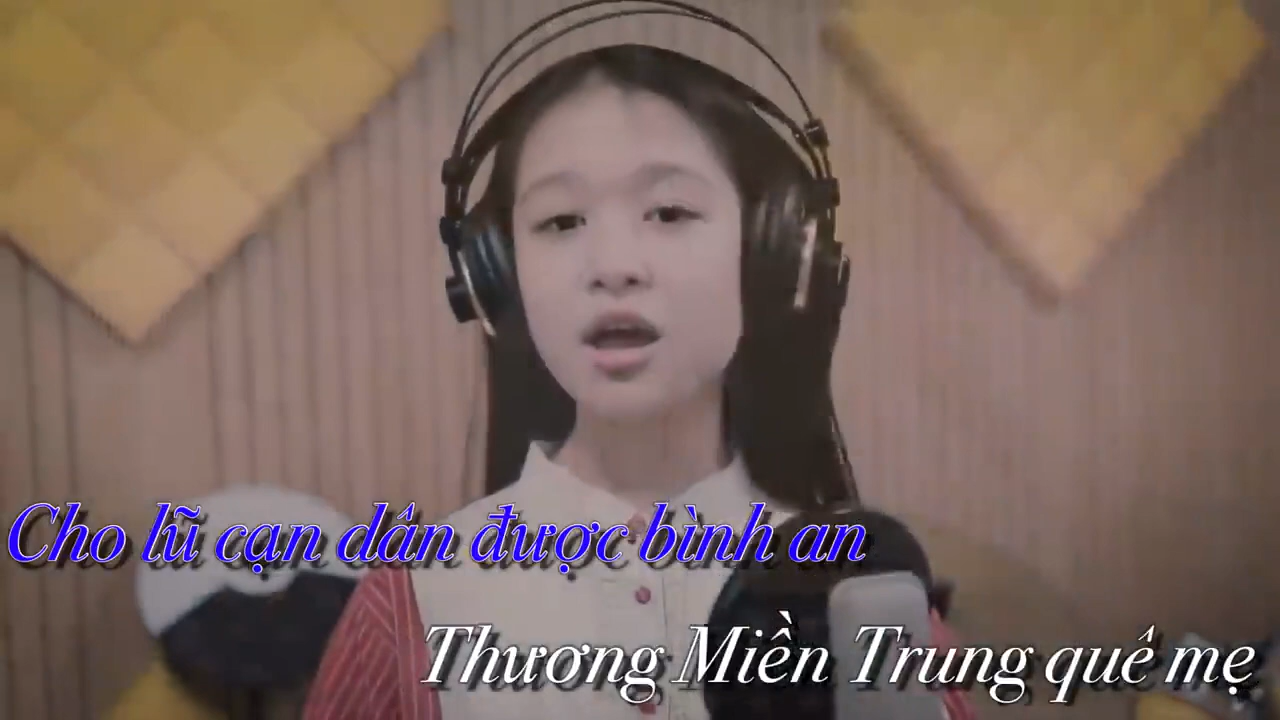 Cho lũ cạn dân được bình an
Thương Miền Trung quê mẹ